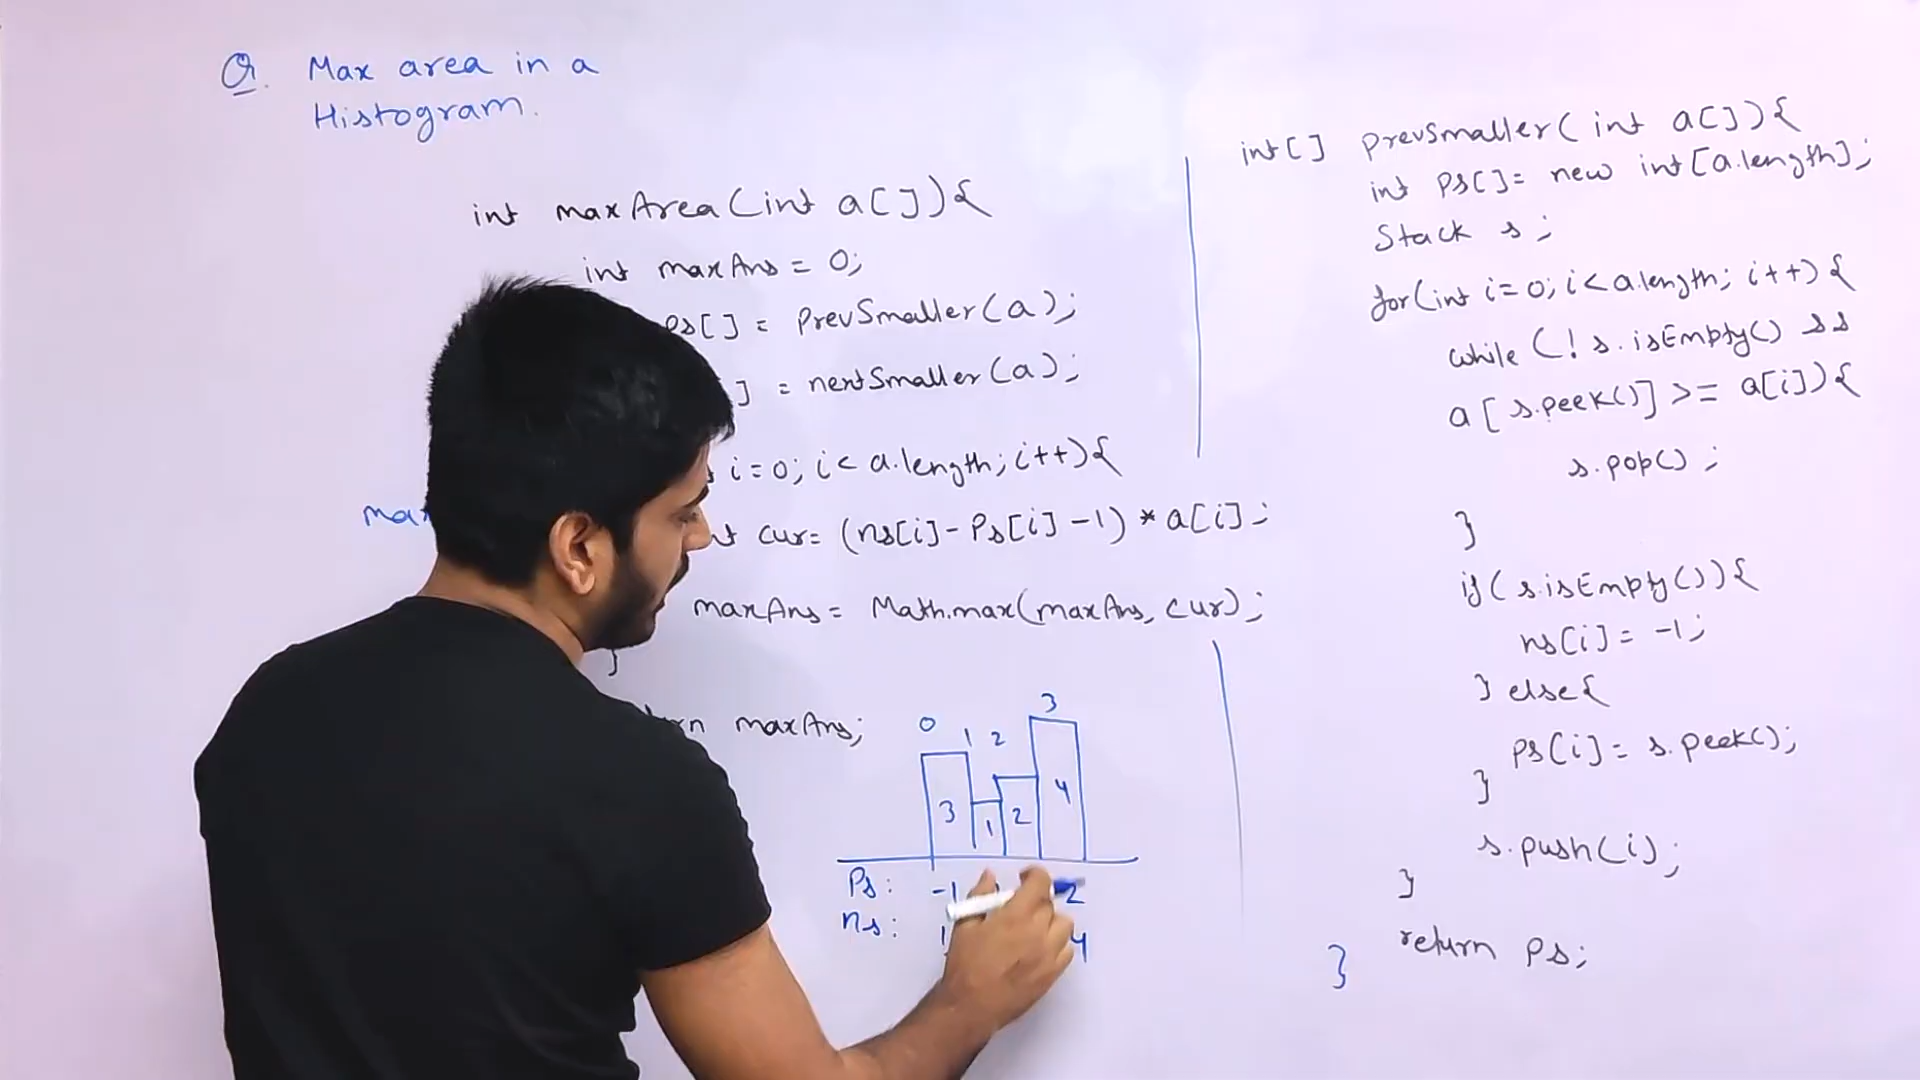 Q. Max area in a
Histogram.
int maxArea(int a[]){
int maxAns = 0;
ps[] = prevSmaller(a);
] = nextSmaller(a);
i=0; i< a.length; i++){
cur= (ns[i]-Ps[i]-1)*a[i];
maxAns= Math.max(maxAns, cur);
}
maxAns;
0 1 2 3
3 1 2 4
Ps: -1 2
ns: 1 4
int[] prevsmaller( int a[]){
int ps[]= new int[a.length];
Stack s;
for(int i=0; i<a.length; i++){
while (! s.isEmpty() &&
a[s.peek()] >= a[i]){
s.pop();
}
if( s.isEmpty()){
ns[i]= -1;
} else{
ps[i]= s.peek();
}
s.push(i);
}
return ps;
}